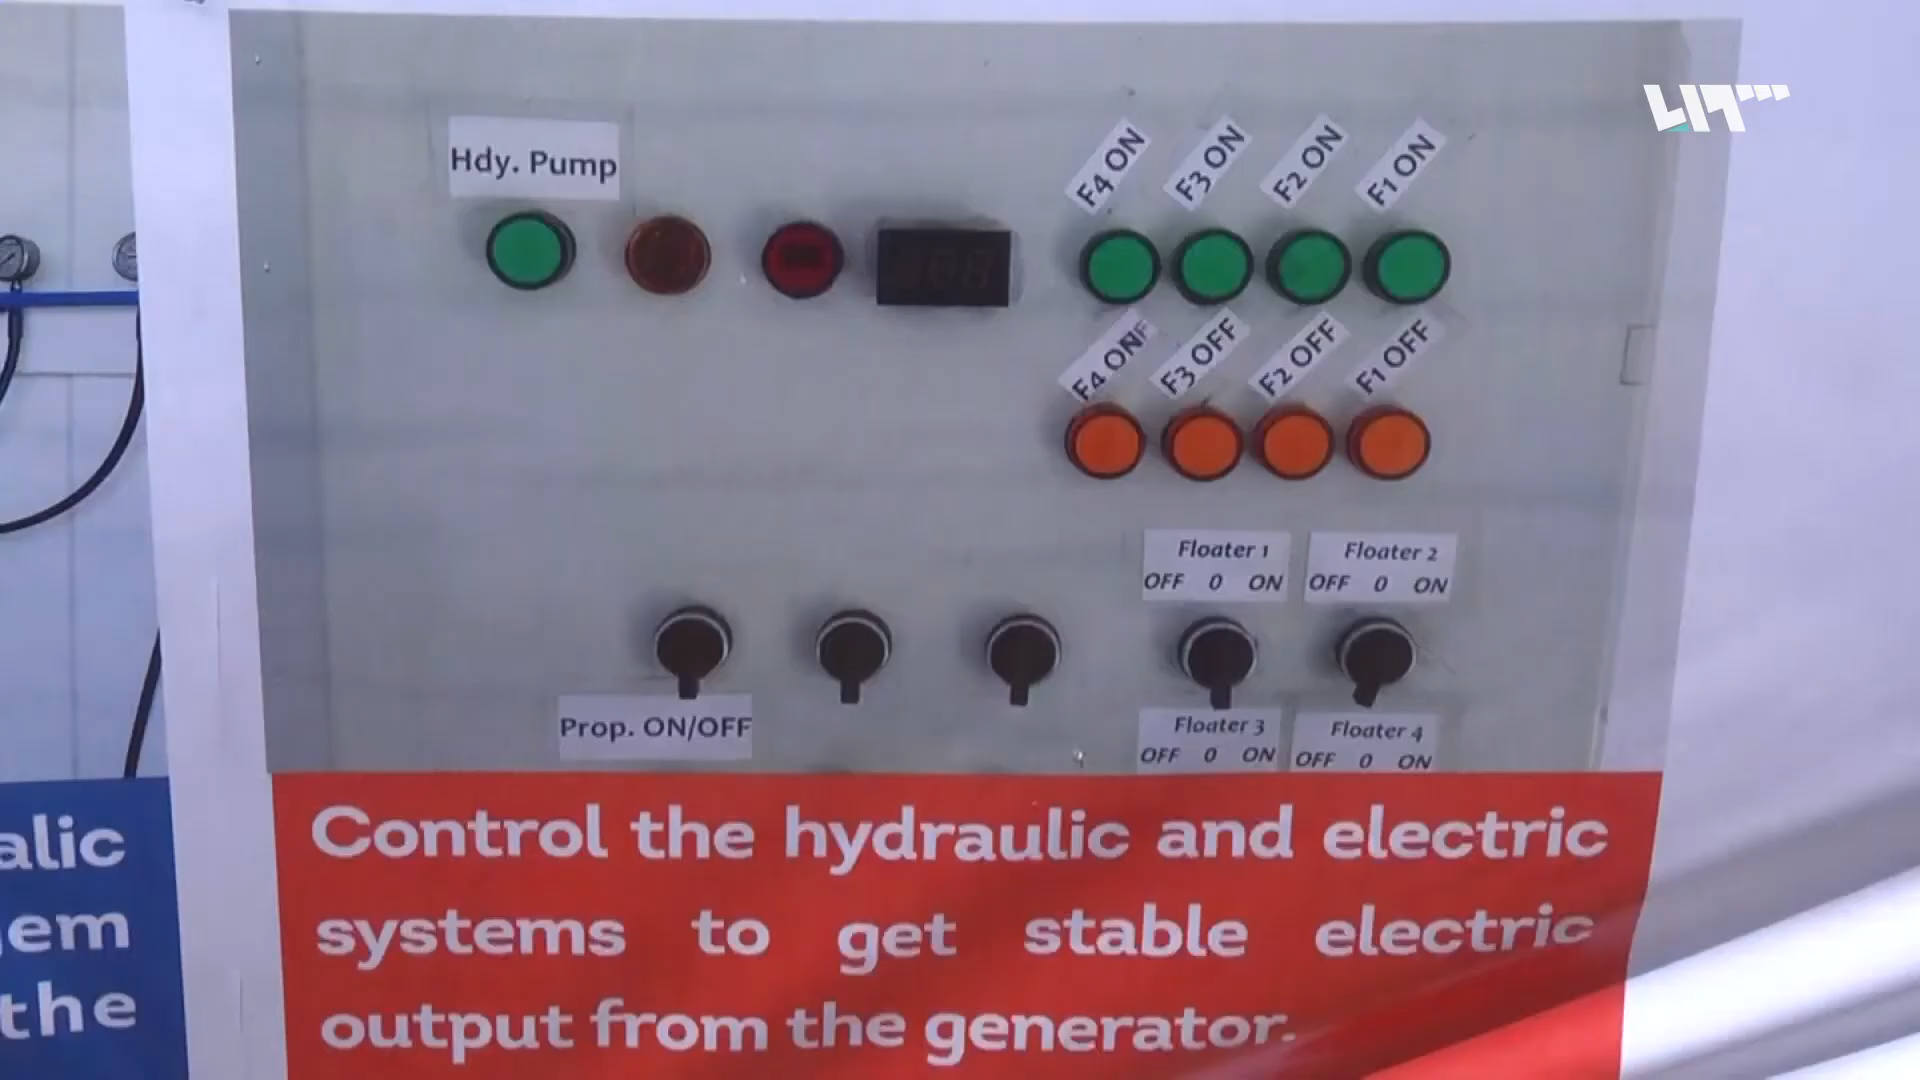 Hdy. Pump
F4 ON
F3 ON
F2 ON
F1 ON
F4 ON
F3 OFF
F2 OFF
F1 OFF
Floater 1
OFF 0 ON
Floater 2
OFF 0 ON
Prop. ON/OFF
Floater 3
OFF 0 ON
Floater 4
OFF 0 ON
alic
em
the
Control the hydraulic and electric
systems to get stable electric
output from the generator.